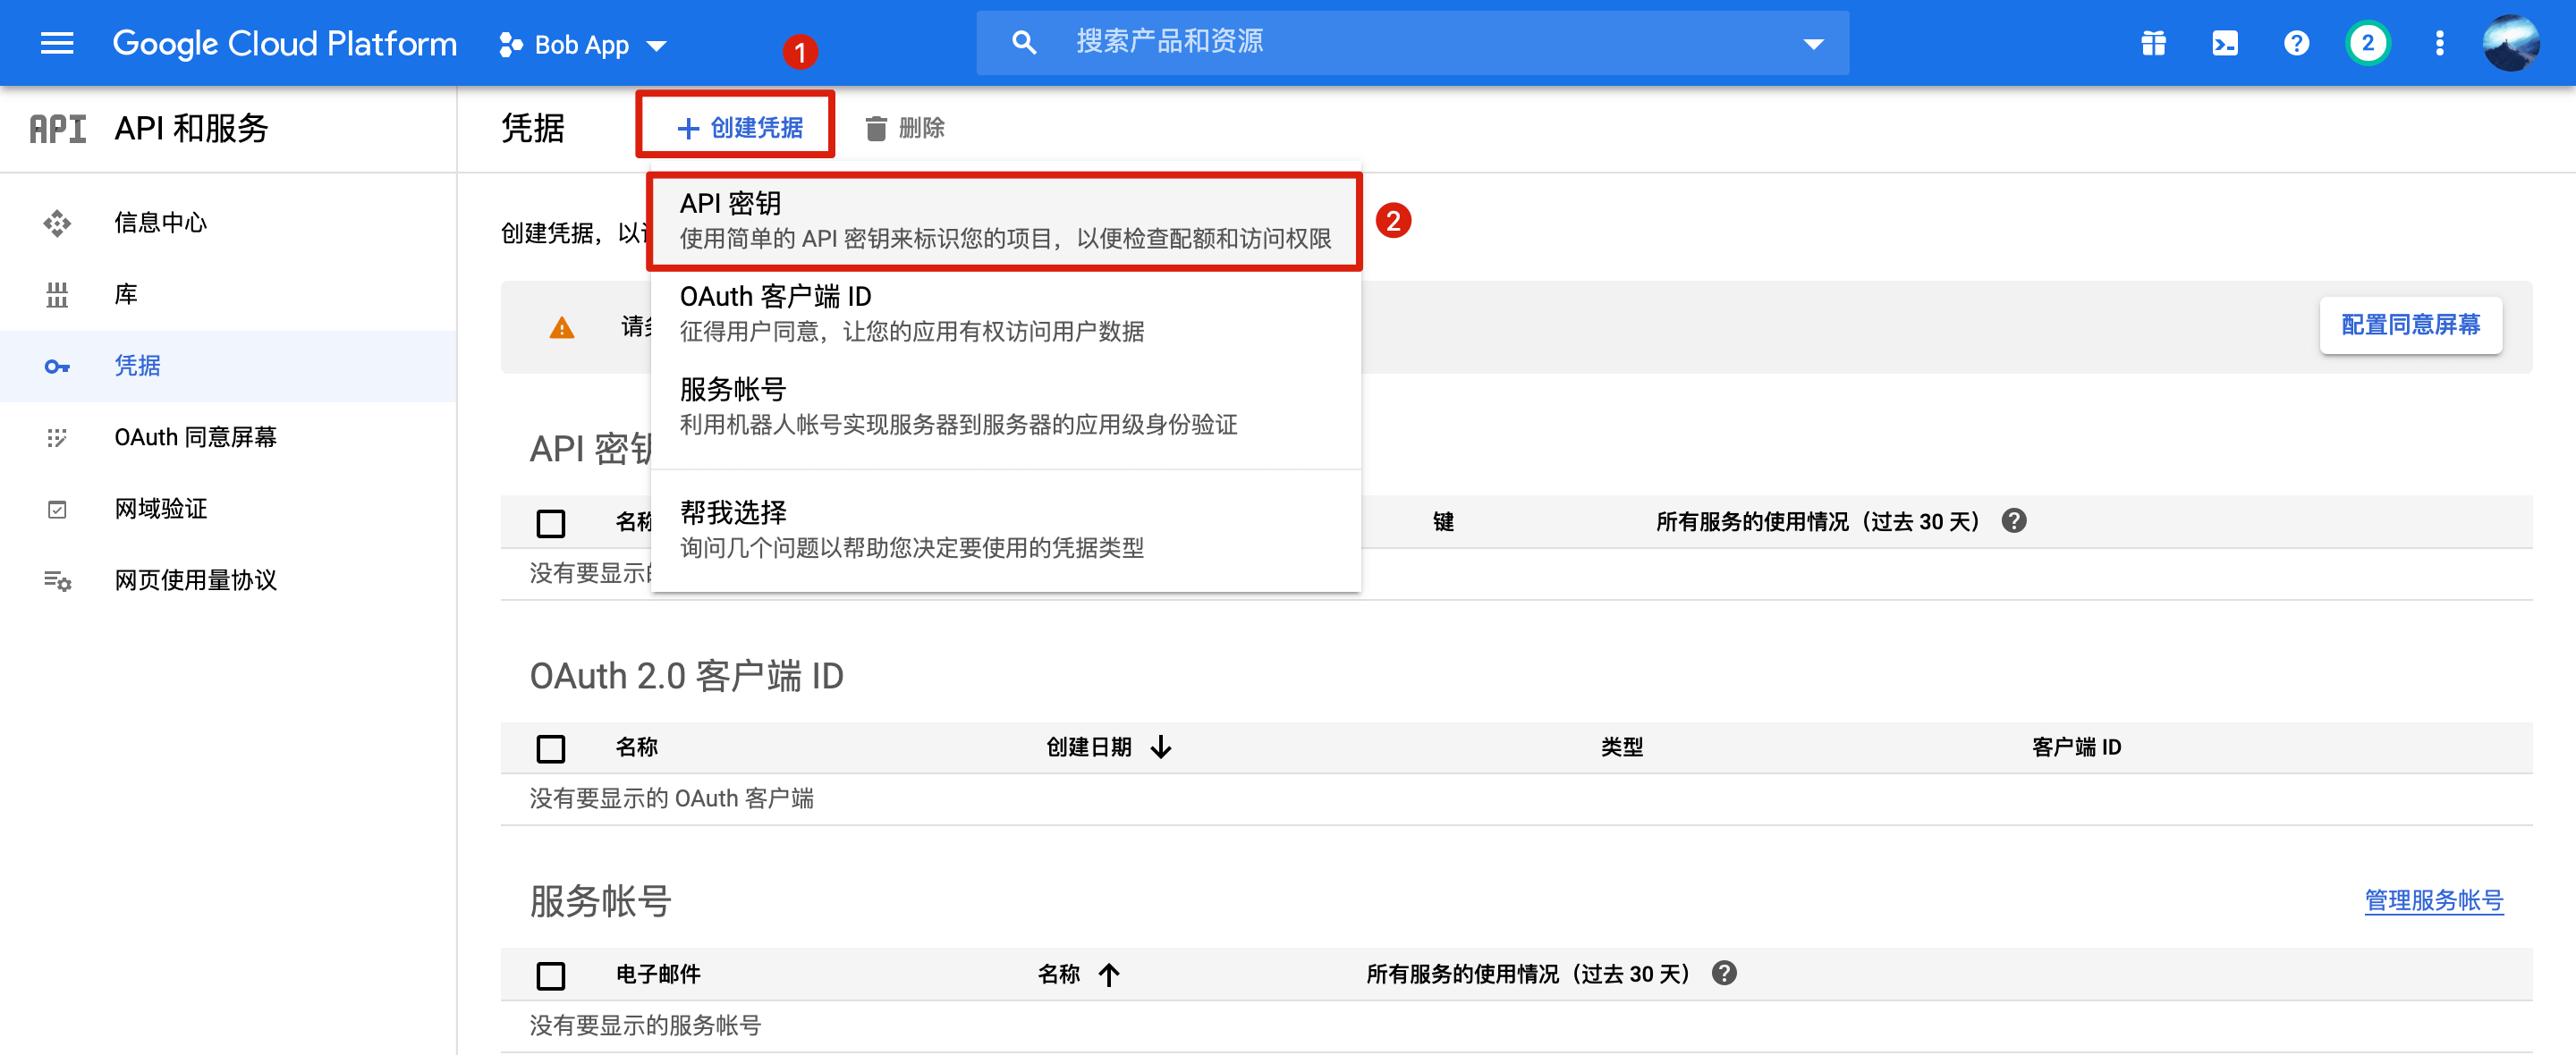 Google Cloud Platform
Bob App
1
搜索产品和资源
2
API
API 和服务
凭据
创建凭据
删除
信息中心
库
凭据
OAuth 同意屏幕
网域验证
网页使用量协议
创建凭据，以
API 密钥
使用简单的 API 密钥来标识您的项目，以便检查配额和访问权限
2
OAuth 客户端 ID
征得用户同意，让您的应用有权访问用户数据
服务帐号
利用机器人帐号实现服务器到服务器的应用级身份验证
帮我选择
询问几个问题以帮助您决定要使用的凭据类型
请
配置同意屏幕
API 密钥
名称
键
所有服务的使用情况（过去 30 天）
没有要显示的
OAuth 2.0 客户端 ID
名称
创建日期
类型
客户端 ID
没有要显示的 OAuth 客户端
服务帐号
管理服务帐号
电子邮件
名称
所有服务的使用情况（过去 30 天）
没有要显示的服务帐号